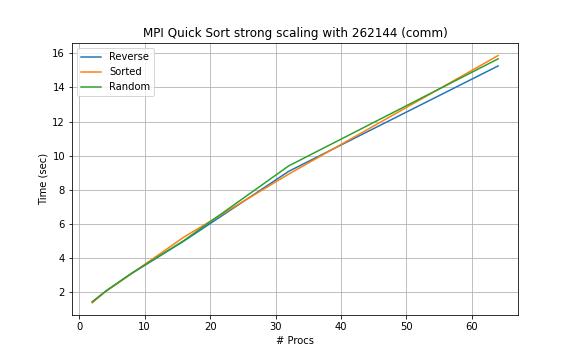 MPI Quick Sort strong scaling with 262144 (comm)
Reverse
Sorted
Random
Time (sec)
16
14
12
10
8
6
4
2
0 10 20 30 40 50 60
# Procs